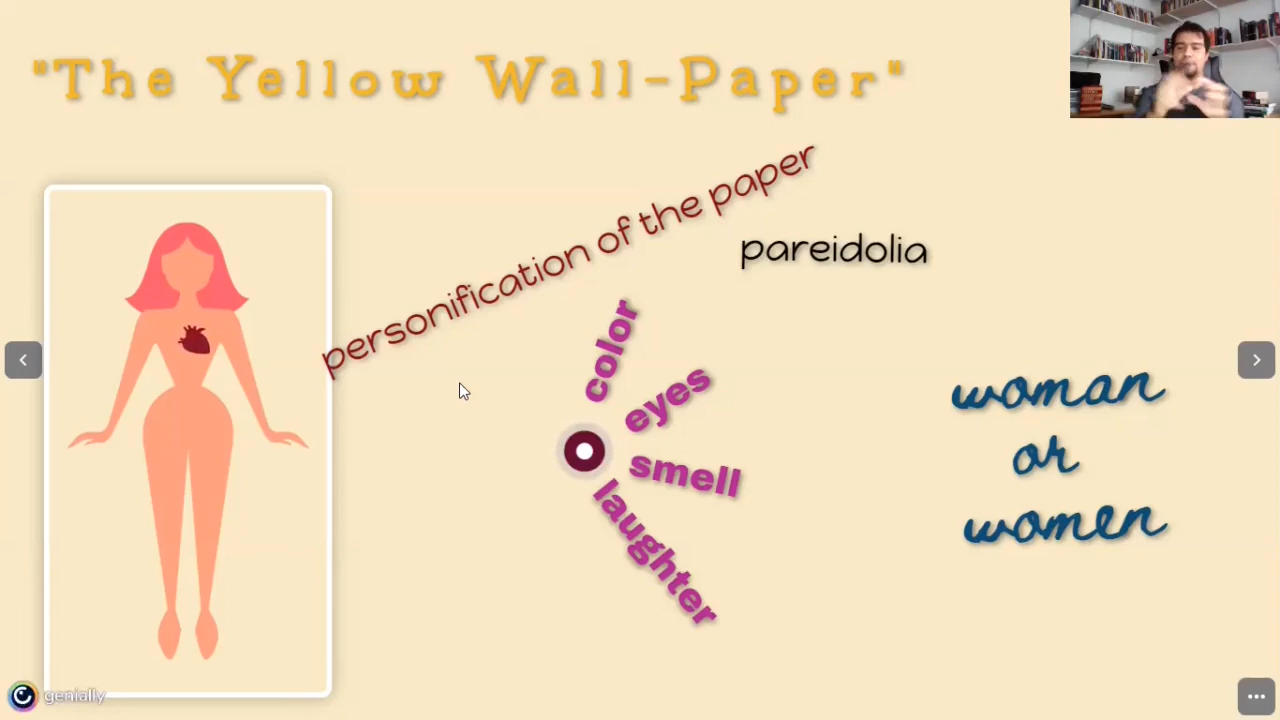 "The Yellow Wall-Paper"
personification of the paper
pareidolia
color
eyes
smell
laughter
woman
or
women
genially